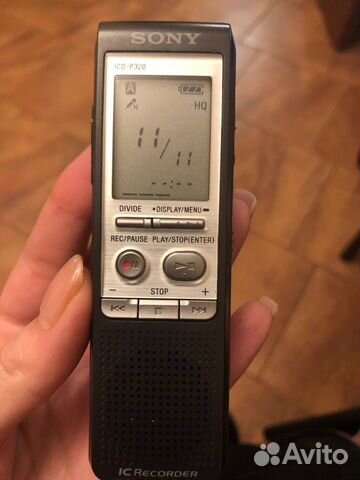 SONY
ICD-P320
A
H HQ
11/11
--:--
DIVIDE •DISPLAY/MENU
REC/PAUSE PLAY/STOP(ENTER)
– STOP +
IC RECORDER
Avito